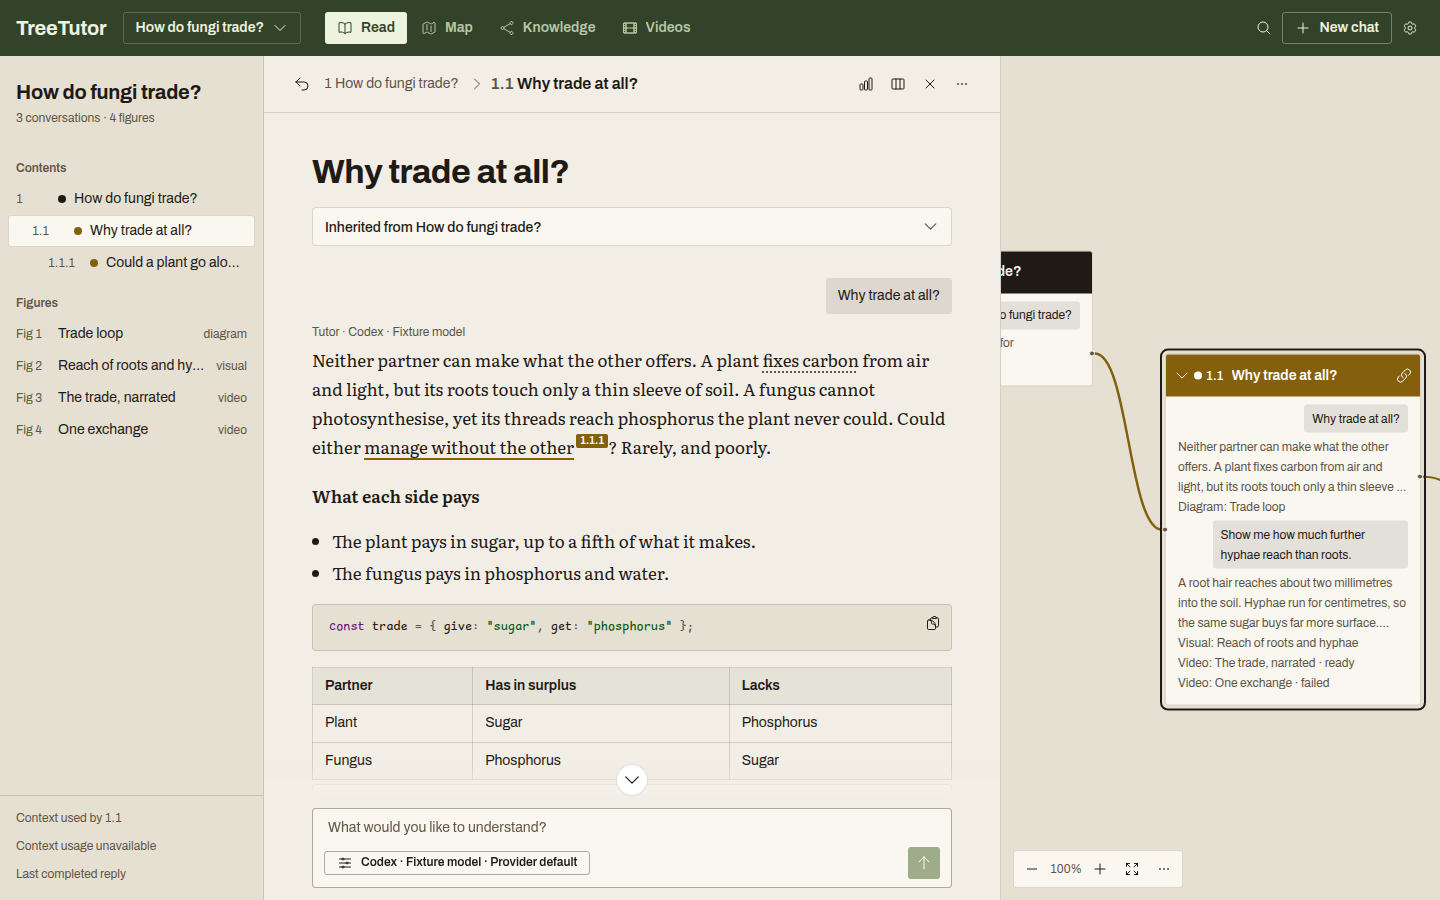 TreeTutor
How do fungi trade?
Read
Map
Knowledge
Videos
New chat
How do fungi trade?
3 conversations · 4 figures
Contents
1 How do fungi trade?
1.1 Why trade at all?
1.1.1 Could a plant go alo...
Figures
Fig 1 Trade loop diagram
Fig 2 Reach of roots and hy... visual
Fig 3 The trade, narrated video
Fig 4 One exchange video
Context used by 1.1
Context usage unavailable
Last completed reply
1 How do fungi trade? 1.1 Why trade at all?
Why trade at all?
Inherited from How do fungi trade?
Why trade at all?
Tutor · Codex · Fixture model
Neither partner can make what the other offers. A plant fixes carbon from air
and light, but its roots touch only a thin sleeve of soil. A fungus cannot
photosynthesise, yet its threads reach phosphorus the plant never could. Could
either manage without the other 1.1.1? Rarely, and poorly.
What each side pays
• The plant pays in sugar, up to a fifth of what it makes.
• The fungus pays in phosphorus and water.
const trade = { give: "sugar", get: "phosphorus" };
Partner Has in surplus Lacks
Plant Sugar Phosphorus
Fungus Phosphorus Sugar
What would you like to understand?
Codex · Fixture model · Provider default
de?
o fungi trade?
for
1.1 Why trade at all?
Why trade at all?
Neither partner can make what the other
offers. A plant fixes carbon from air and
light, but its roots touch only a thin sleeve ...
Diagram: Trade loop
Show me how much further
hyphae reach than roots.
A root hair reaches about two millimetres
into the soil. Hyphae run for centimetres, so
the same sugar buys far more surface....
Visual: Reach of roots and hyphae
Video: The trade, narrated · ready
Video: One exchange · failed
100%